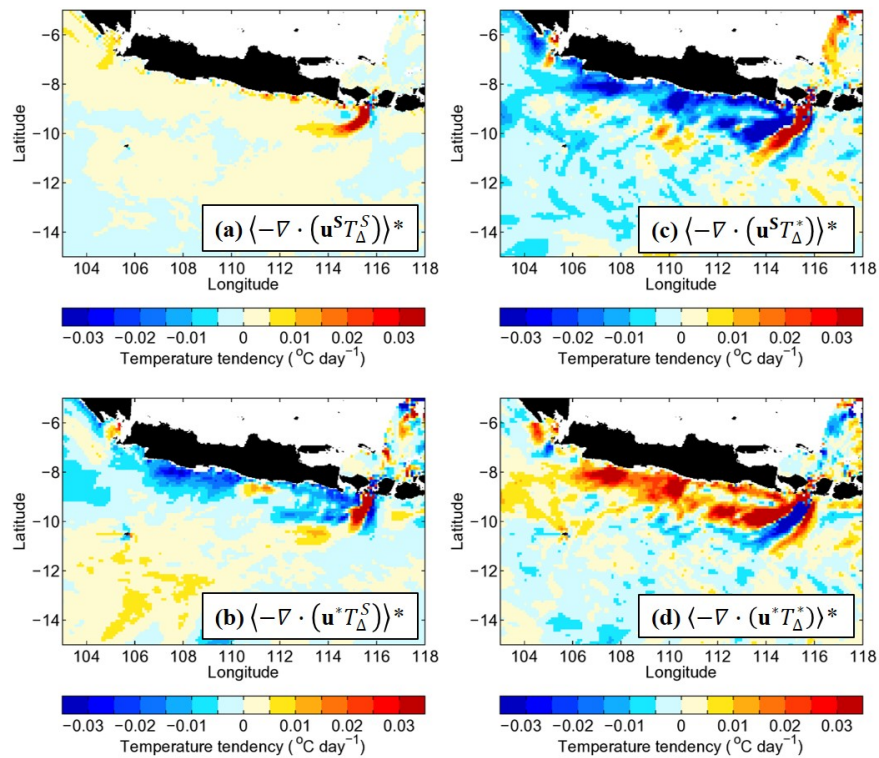 −6
−8
−10
−12
−14
Latitude
(a) ⟨−∇ · (u^S T_Δ^S)⟩*
104 106 108 110 112 114 116 118
Longitude
−0.03 −0.02 −0.01 0 0.01 0.02 0.03
Temperature tendency (°C day⁻¹)
−6
−8
−10
−12
−14
Latitude
(c) ⟨−∇ · (u^S T_Δ^*)⟩*
104 106 108 110 112 114 116 118
Longitude
−0.03 −0.02 −0.01 0 0.01 0.02 0.03
Temperature tendency (°C day⁻¹)
−6
−8
−10
−12
−14
Latitude
(b) ⟨−∇ · (u^* T_Δ^S)⟩*
104 106 108 110 112 114 116 118
Longitude
−0.03 −0.02 −0.01 0 0.01 0.02 0.03
Temperature tendency (°C day⁻¹)
−6
−8
−10
−12
−14
Latitude
(d) ⟨−∇ · (u^* T_Δ^*)⟩*
104 106 108 110 112 114 116 118
Longitude
−0.03 −0.02 −0.01 0 0.01 0.02 0.03
Temperature tendency (°C day⁻¹)